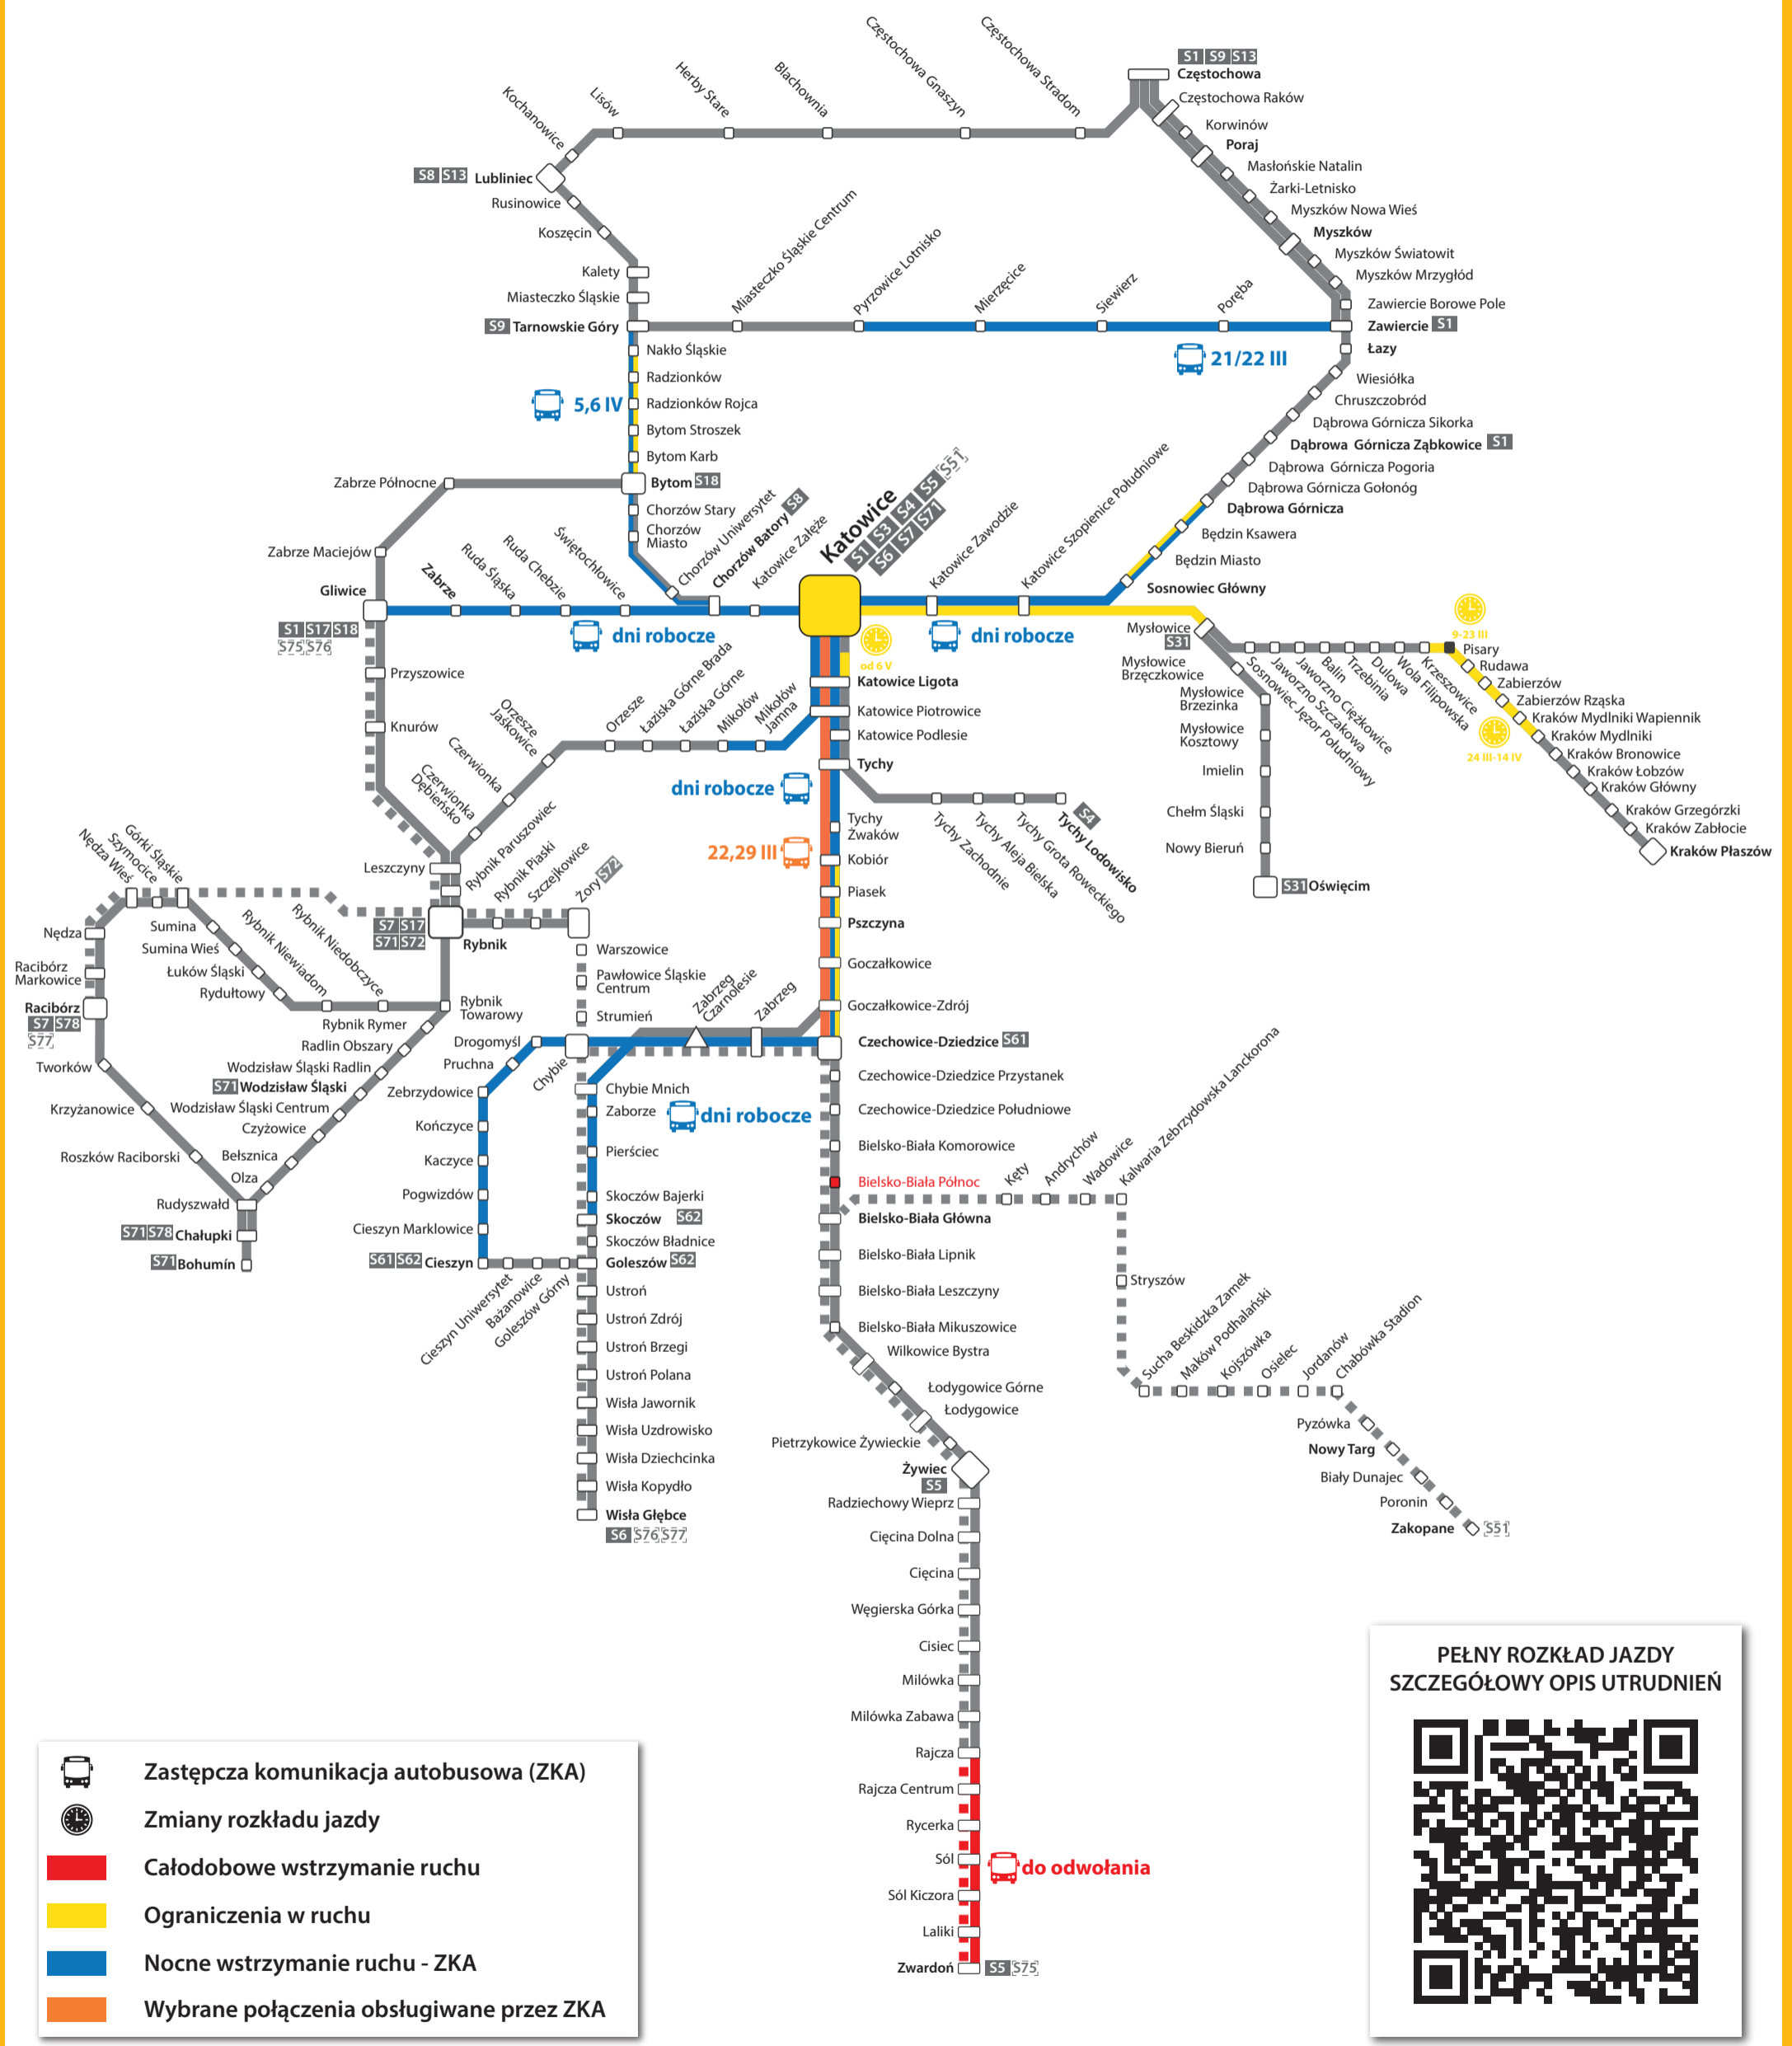 S1 S9 S13
Częstochowa
Częstochowa Raków
Korwinów
Poraj
Masłońskie Natalin
Żarki-Letnisko
Myszków Nowa Wieś
Myszków
Myszków Światowit
Myszków Mrzygłód
Zawiercie Borowe Pole
Zawiercie S1
Łazy
Wiesiółka
Chruszczobród
Dąbrowa Górnicza Sikorka
Dąbrowa Górnicza Ząbkowice S1
Dąbrowa Górnicza Pogoria
Dąbrowa Górnicza Gołonóg
Dąbrowa Górnicza
Będzin Ksawera
Będzin Miasto
Sosnowiec Główny
Częstochowa Stradom
Częstochowa Gnaszyn
Blachownia
Herby Stare
Lisów
Kochanowice
S8 S13 Lubliniec
Rusinowice
Koszęcin
Kalety
Miasteczko Śląskie
S9 Tarnowskie Góry
Miasteczko Śląskie Centrum
Pyrzowice Lotnisko
Mierzęcice
Siewierz
Poręba
21/22 III
Nakło Śląskie
Radzionków
5,6 IV
Radzionków Rojca
Bytom Stroszek
Bytom Karb
Bytom S18
Chorzów Stary
Chorzów
Miasto
Chorzów Uniwersytet
Chorzów Batory S8
Katowice Załęże
Zabrze Północne
Zabrze Maciejów
Gliwice
S1 S17 S18
S75 S76
Zabrze
Ruda Śląska
Ruda Chebzie
Świętochłowice
dni robocze
Katowice
S1 S3 S4 S5 S51
S6 S7 S71
Katowice Zawodzie
Katowice Szopienice Południowe
dni robocze
od 6 V
Mysłowice
S31
Mysłowice
Brzęczkowice
Mysłowice
Brzezinka
Mysłowice
Kosztowy
Imielin
Chełm Śląski
Nowy Bieruń
S31 Oświęcim
Sosnowiec Jęzor Południowy
Jaworzno Szczakowa
Jaworzno Ciężkowice
Balin
Trzebinia
Dulowa
Wola Filipowska
Krzeszowice
9-23 III
Pisary
Rudawa
Zabierzów
Zabierzów Rząska
Kraków Mydlniki Wapiennik
Kraków Mydlniki
24 III-14 IV
Kraków Bronowice
Kraków Łobzów
Kraków Główny
Kraków Grzegórzki
Kraków Zabłocie
Kraków Płaszów
Przyszowice
Knurów
Leszczyny
Czerwionka
Dębieńsko
Czerwionka
Orzesze
Jaśkowice
Orzesze
Łaziska Górne Brada
Łaziska Górne
Mikołów
Mikołów
Jamna
Katowice Ligota
Katowice Piotrowice
Katowice Podlesie
Tychy
dni robocze
Tychy Zachodnie
Tychy Aleja Bielska
Tychy Grota Roweckiego
Tychy Lodowisko
S4
Tychy
Żwaków
22,29 III
Kobiór
Piasek
Pszczyna
Goczałkowice
Goczałkowice-Zdrój
Czechowice-Dziedzice S61
Rybnik Paruszowiec
Rybnik Piaski
Szczejkowice
Żory S72
S7 S17
S71 S72
Rybnik
Warszowice
Pawłowice Śląskie
Centrum
Strumień
Nędza Wieś
Szymocice
Górki Śląskie
Nędza
Racibórz
Markowice
Racibórz
S7 S78
S77
Sumina
Sumina Wieś
Łuków Śląski
Rydułtowy
Rybnik Niewiadom
Rybnik Niedobczyce
Rybnik
Towarowy
Rybnik Rymer
Radlin Obszary
Wodzisław Śląski Radlin
S71 Wodzisław Śląski
Wodzisław Śląski Centrum
Czyżowice
Bełsznica
Olza
Tworków
Krzyżanowice
Roszków Raciborski
Rudyszwałd
S71 S78 Chałupki
S71 Bohumín
Zabrzeg
Czarnolesie
Zabrzeg
Drogomyśl
Pruchna
Chybie
Zebrzydowice
Kończyce
Kaczyce
Pogwizdów
Cieszyn Marklowice
S61 S62 Cieszyn
Cieszyn Uniwersytet
Bażanowice
Goleszów Górny
Chybie Mnich
Zaborze
dni robocze
Pierściec
Skoczów Bajerki
Skoczów S62
Skoczów Bładnice
Goleszów S62
Ustroń
Ustroń Zdrój
Ustroń Brzegi
Ustroń Polana
Wisła Jawornik
Wisła Uzdrowisko
Wisła Dziechcinka
Wisła Kopydło
Wisła Głębce
S6 S76 S77
Czechowice-Dziedzice Przystanek
Czechowice-Dziedzice Południowe
Bielsko-Biała Komorowice
Bielsko-Biała Północ
Bielsko-Biała Główna
Bielsko-Biała Lipnik
Bielsko-Biała Leszczyny
Bielsko-Biała Mikuszowice
Wilkowice Bystra
Łodygowice Górne
Łodygowice
Pietrzykowice Żywieckie
Żywiec
S5
Kęty
Andrychów
Wadowice
Kalwaria Zebrzydowska Lanckorona
Stryszów
Sucha Beskidzka Zamek
Maków Podhalański
Kojszówka
Osielec
Jordanów
Chabówka Stadion
Pyzówka
Nowy Targ
Biały Dunajec
Poronin
Zakopane S51
Radziechowy Wieprz
Cięcina Dolna
Cięcina
Węgierska Górka
Cisiec
Milówka
Milówka Zabawa
Rajcza
Rajcza Centrum
Rycerka
Sól
do odwołania
Sól Kiczora
Laliki
Zwardoń S5 S75
Zastępcza komunikacja autobusowa (ZKA)
Zmiany rozkładu jazdy
Całodobowe wstrzymanie ruchu
Ograniczenia w ruchu
Nocne wstrzymanie ruchu - ZKA
Wybrane połączenia obsługiwane przez ZKA
PEŁNY ROZKŁAD JAZDY
SZCZEGÓŁOWY OPIS UTRUDNIEŃ